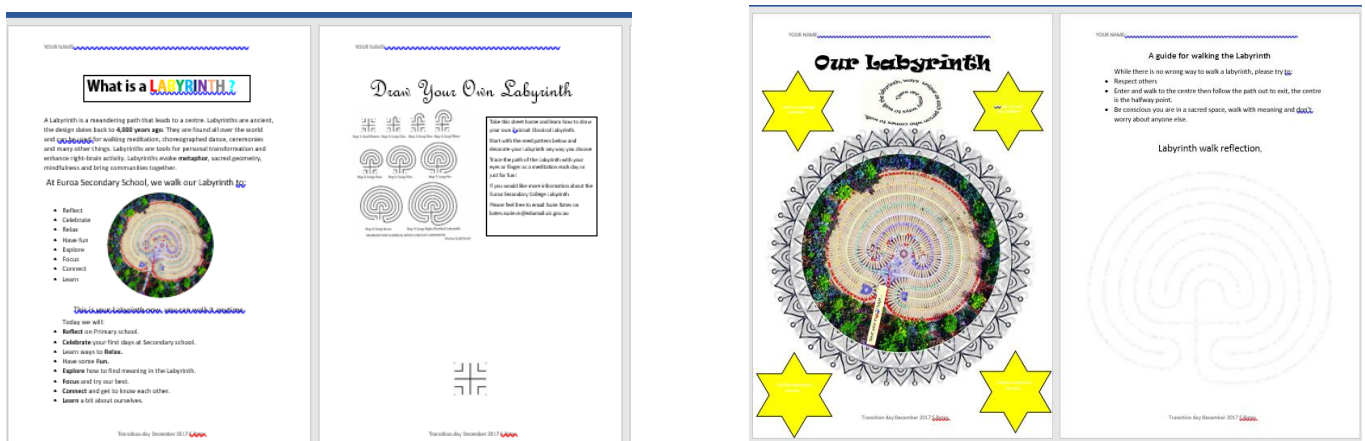 YOUR NAME
What is a LABYRINTH ?
A Labyrinth is a meandering path that leads to a centre. Labyrinths are ancient,
the design dates back to 4,000 years ago. They are found all over the world
and can be used for walking meditation, choreographed dance, ceremonies
and many other things. Labyrinths are tools for personal transformation and
enhance right-brain activity. Labyrinths evoke metaphor, sacred geometry,
mindfulness and bring communities together.
At Euroa Secondary School, we walk our Labyrinth to:
Reflect
Celebrate
Relax
Have fun
Explore
Focus
Connect
Learn
This is your Labyrinth now, you can walk it anytime.
Today we will:
Reflect on Primary school.
Celebrate your first days at Secondary school.
Learn ways to Relax.
Have some Fun.
Explore how to find meaning in the Labyrinth.
Focus and try our best.
Connect and get to know each other.
Learn a bit about ourselves.
Transition day December 2017
YOUR NAME
Draw Your Own Labyrinth
Take this sheet home and learn how to draw
your own 7 circuit Classical Labyrinth.
Start with the seed pattern below and
decorate your Labyrinth any way you choose
Trace the path of the Labyrinth with your
eyes or finger as a meditation each day or
just for fun!
If you would like more information about the
Euroa Secondary College Labyrinth
Please feel free to email Suzie Bates on
Transition day December 2017
YOUR NAME
Our Labyrinth
Transition day December 2017
YOUR NAME
A guide for walking the Labyrinth
While there is no wrong way to walk a labyrinth, please try to:
Respect others
Enter and walk to the centre then follow the path out to exit, the centre
is the halfway point.
Be conscious you are in a sacred space, walk with meaning and don't,
worry about anyone else.
Labyrinth walk reflection.
Transition day December 2017